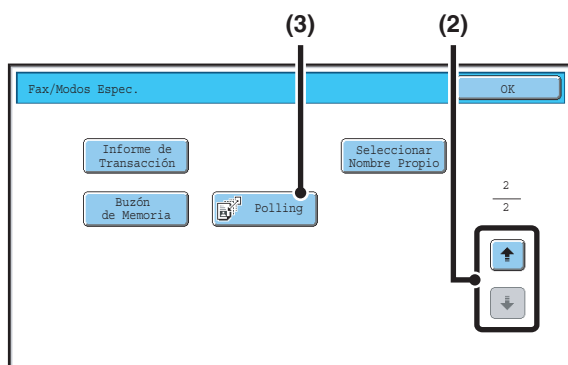 (3)
(2)
Fax/Modos Espec.
OK
Informe de
Transacción
Seleccionar
Nombre Propio
Buzón
de Memoria
Polling
2
2